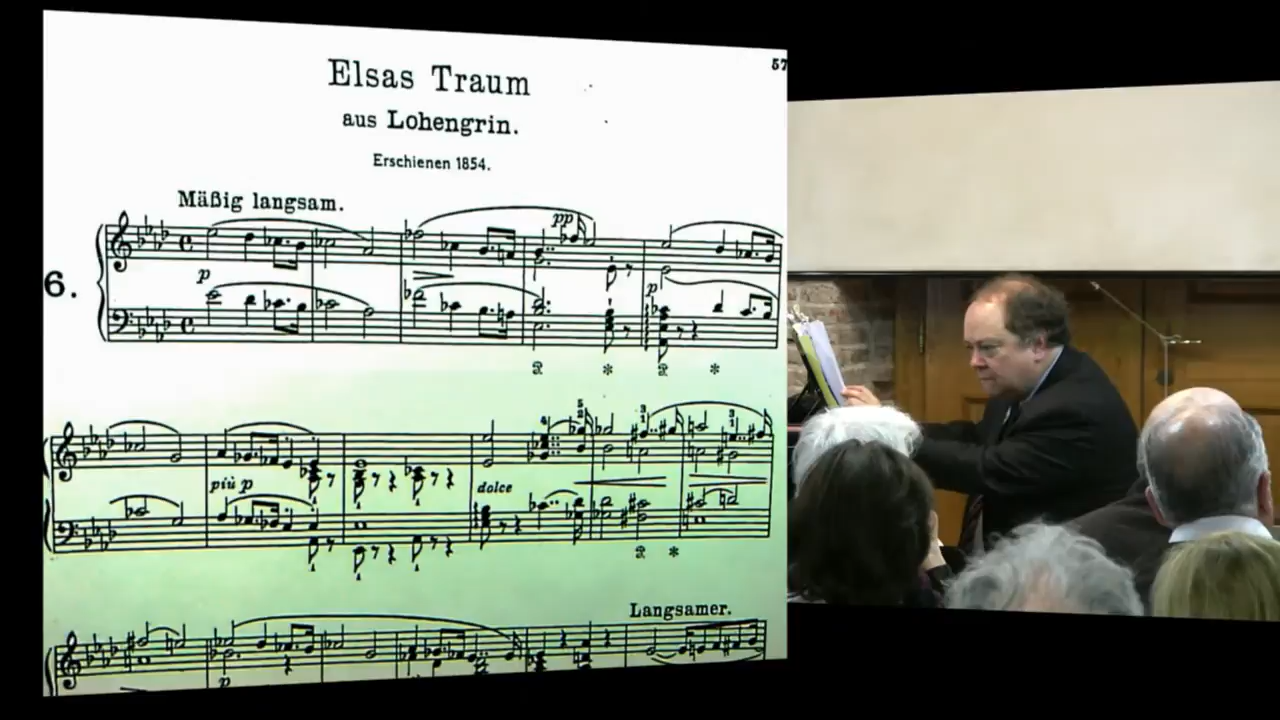 57
Elsas Traum
aus Lohengrin.
Erschienen 1854.
Mäßig langsam.
6.
pp
p
p
più p
dolce
Langsamer.
p